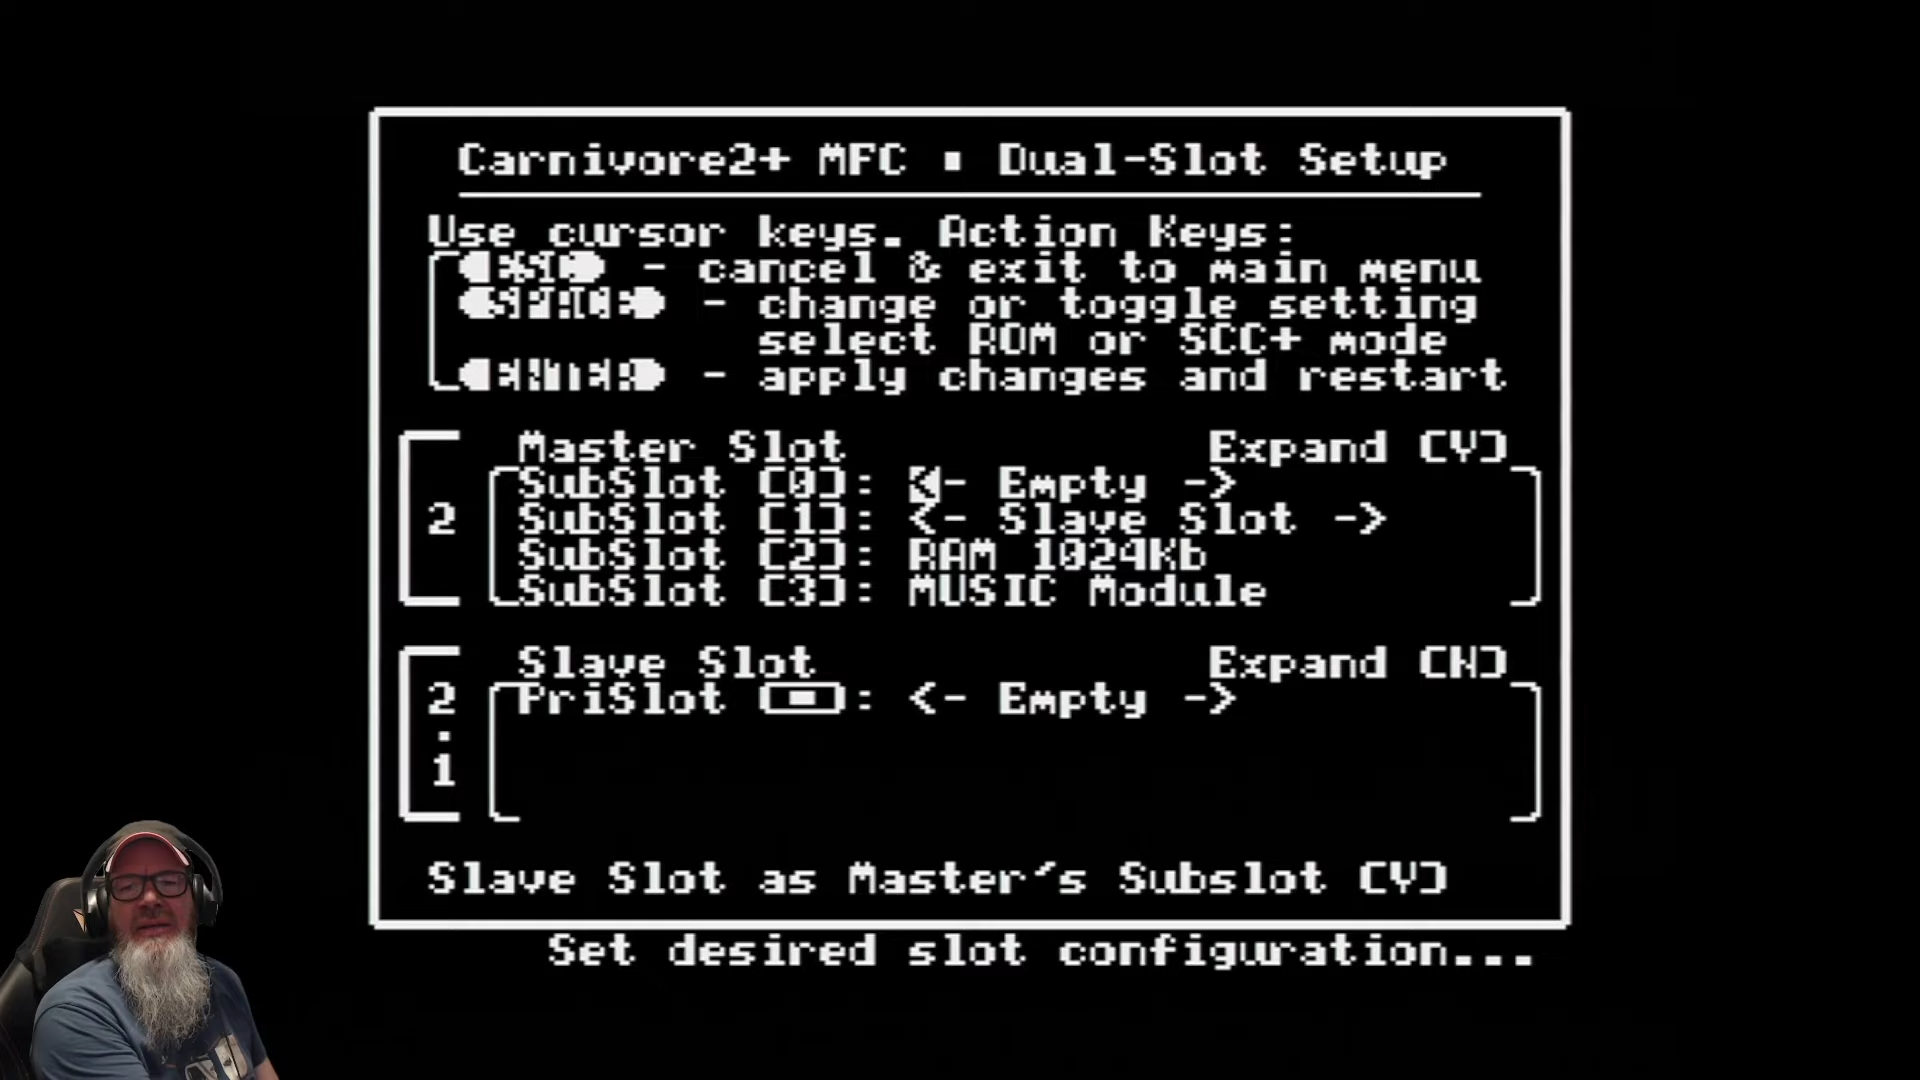 Carnivore2+ MFC ▪ Dual-Slot Setup
Use cursor keys. Action Keys:
- cancel & exit to main menu
- change or toggle setting
select ROM or SCC+ mode
- apply changes and restart
Master Slot Expand [Y]
2
SubSlot [0]: <- Empty ->
SubSlot [1]: <- Slave Slot ->
SubSlot [2]: RAM 1024Kb
SubSlot [3]: MUSIC Module
Slave Slot Expand [N]
2.1
PriSlot [▪]: <- Empty ->
Slave Slot as Master's Subslot [Y]
Set desired slot configuration...